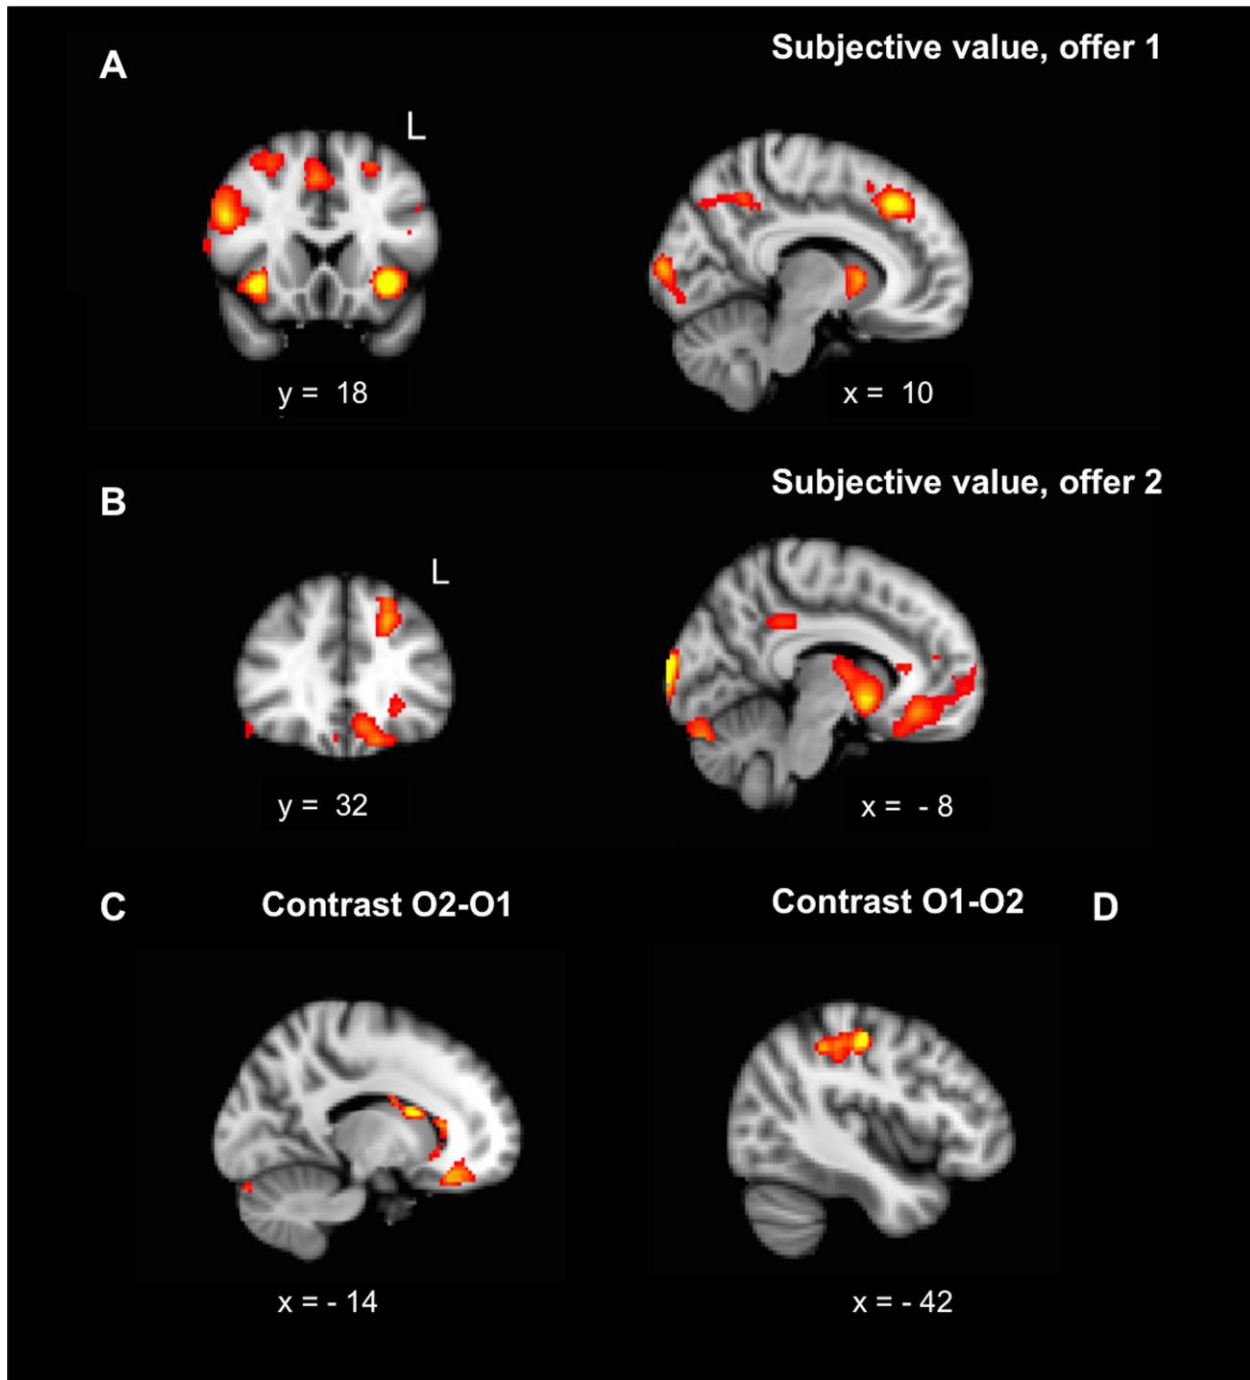 A
Subjective value, offer 1
L
y = 18
x = 10
B
Subjective value, offer 2
L
y = 32
x = - 8
C
Contrast O2-O1
Contrast O1-O2
D
x = - 14
x = - 42